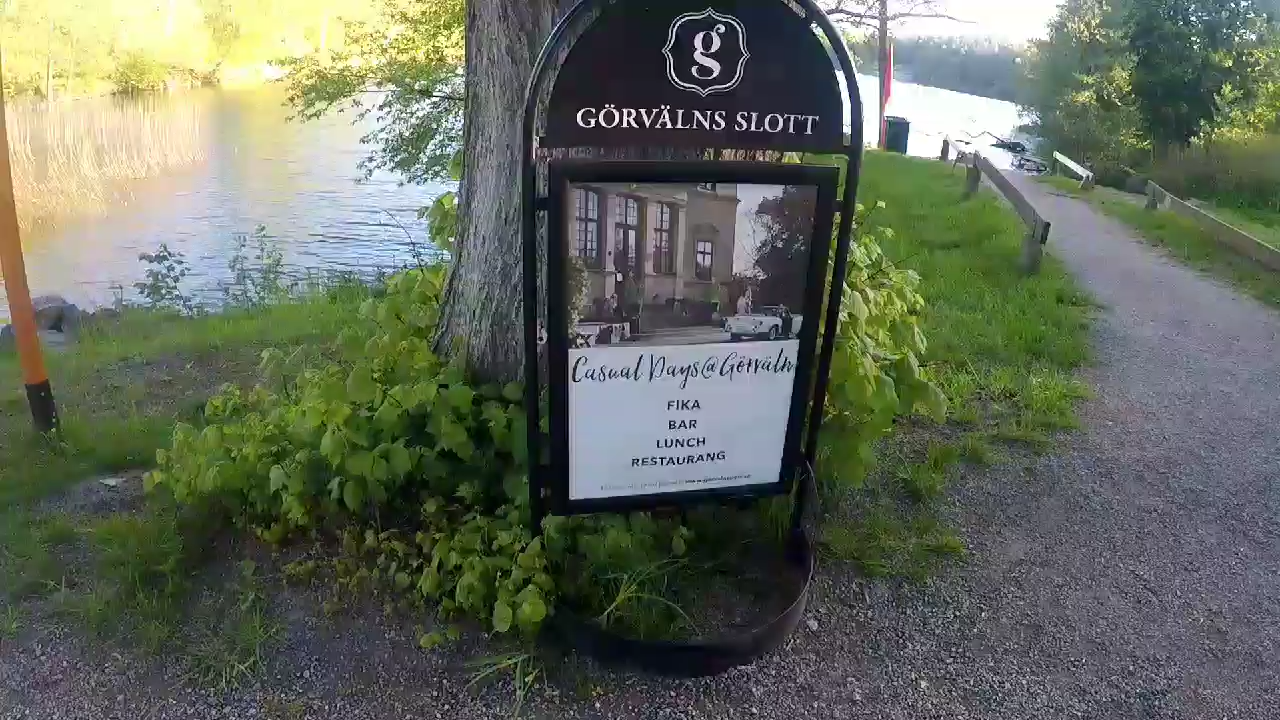 g
GÖRVÄLNS SLOTT
Casual Days@Görväln
FIKA
BAR
LUNCH
RESTAURANG